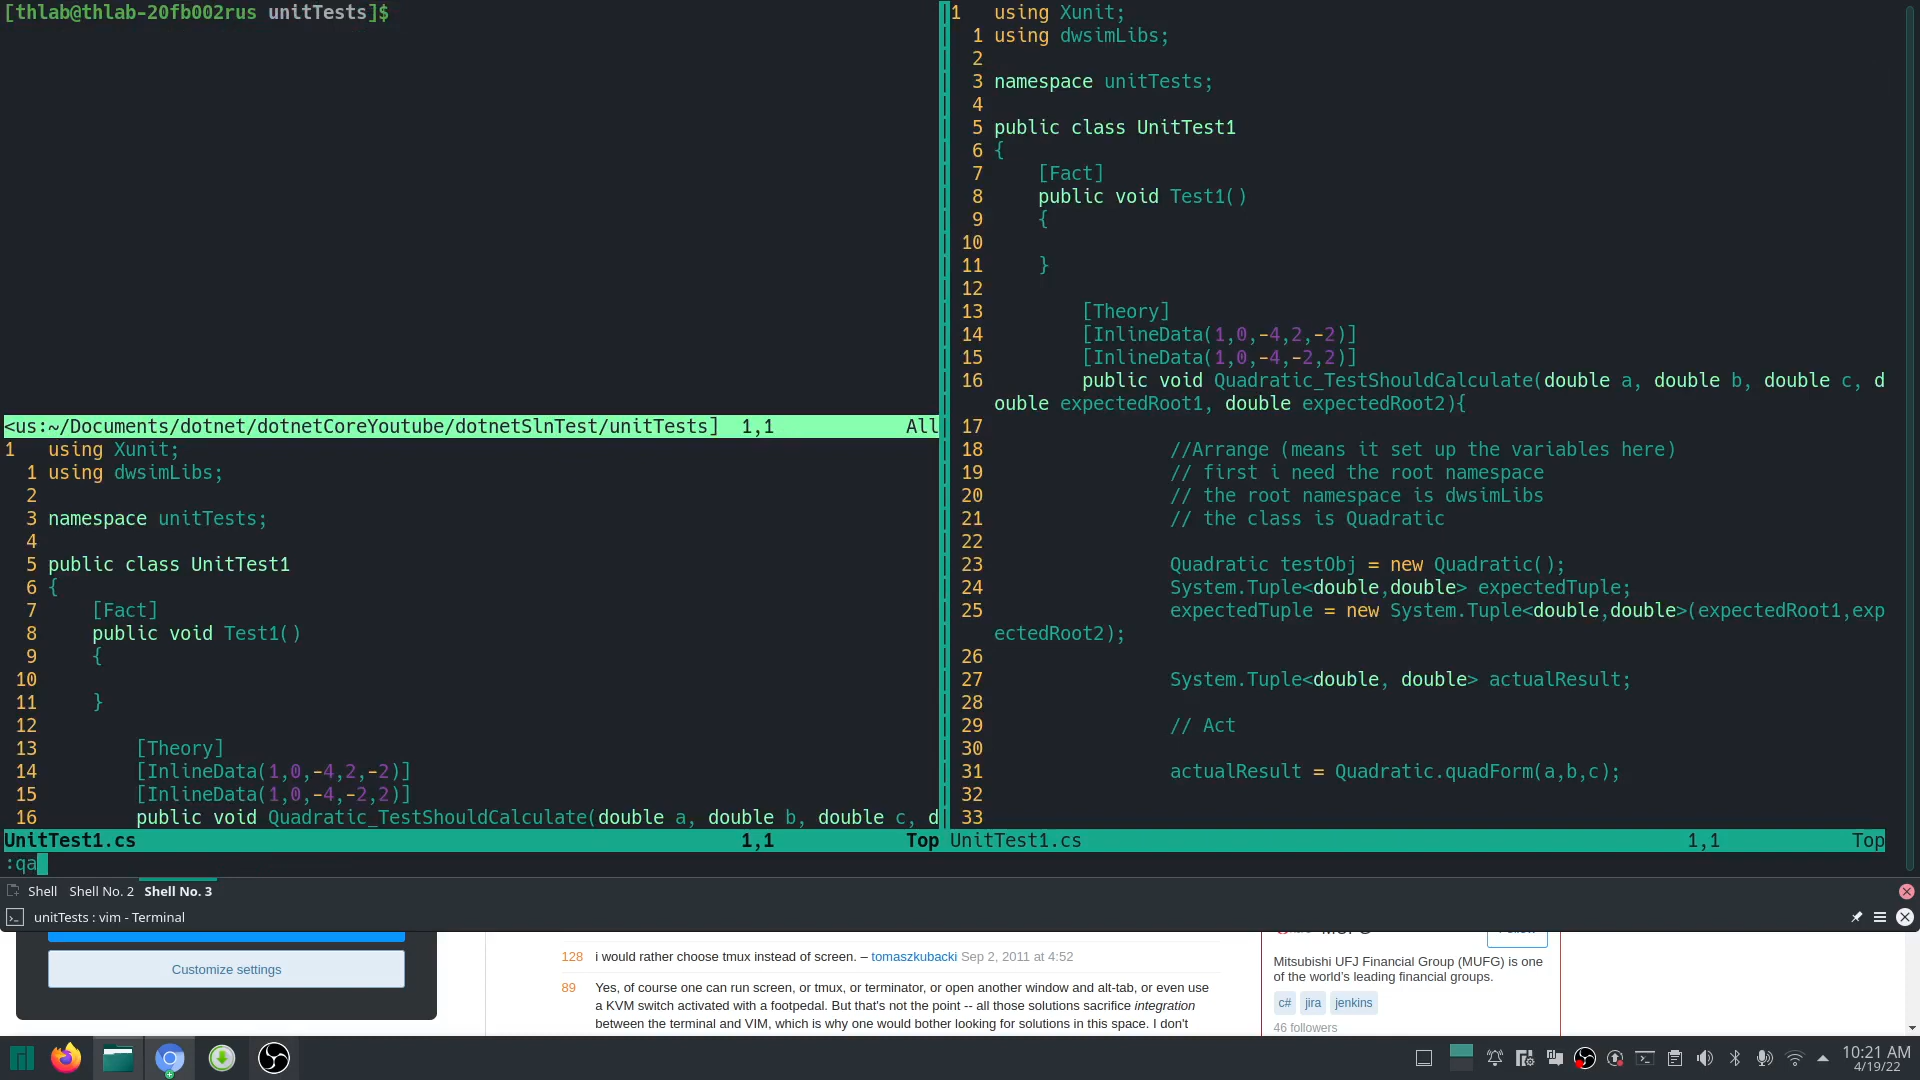 [thlab@thlab-20fb002rus unitTests]$
<us:~/Documents/dotnet/dotnetCoreYoutube/dotnetSlnTest/unitTests]  1,1            All
1   using Xunit;
  1 using dwsimLibs;
  2
  3 namespace unitTests;
  4
  5 public class UnitTest1
  6 {
  7     [Fact]
  8     public void Test1()
  9     {
 10
 11     }
 12
 13         [Theory]
 14         [InlineData(1,0,-4,2,-2)]
 15         [InlineData(1,0,-4,-2,2)]
 16         public void Quadratic_TestShouldCalculate(double a, double b, double c, d
UnitTest1.cs                                                       1,1            Top
:qa
1   using Xunit;
  1 using dwsimLibs;
  2
  3 namespace unitTests;
  4
  5 public class UnitTest1
  6 {
  7     [Fact]
  8     public void Test1()
  9     {
 10
 11     }
 12
 13         [Theory]
 14         [InlineData(1,0,-4,2,-2)]
 15         [InlineData(1,0,-4,-2,2)]
 16         public void Quadratic_TestShouldCalculate(double a, double b, double c, d
ouble expectedRoot1, double expectedRoot2){
 17
 18                 //Arrange (means it set up the variables here)
 19                 // first i need the root namespace
 20                 // the root namespace is dwsimLibs
 21                 // the class is Quadratic
 22
 23                 Quadratic testObj = new Quadratic();
 24                 System.Tuple<double,double> expectedTuple;
 25                 expectedTuple = new System.Tuple<double,double>(expectedRoot1,exp
ectedRoot2);
 26
 27                 System.Tuple<double, double> actualResult;
 28
 29                 // Act
 30
 31                 actualResult = Quadratic.quadForm(a,b,c);
 32
 33
UnitTest1.cs                                                       1,1            Top
Shell   Shell No. 2   Shell No. 3
unitTests : vim - Terminal
Customize settings
128 i would rather choose tmux instead of screen. – tomaszkubacki Sep 2, 2011 at 4:52
89 Yes, of course one can run screen, or tmux, or terminator, or open another window and alt-tab, or even use
a KVM switch activated with a footpedal. But that's not the point -- all those solutions sacrifice integration
between the terminal and VIM, which is why one would bother looking for solutions in this space. I don't
Mitsubishi UFJ Financial Group (MUFG) is one
of the world's leading financial groups.
c# jira jenkins
46 followers
10:21 AM
4/19/22